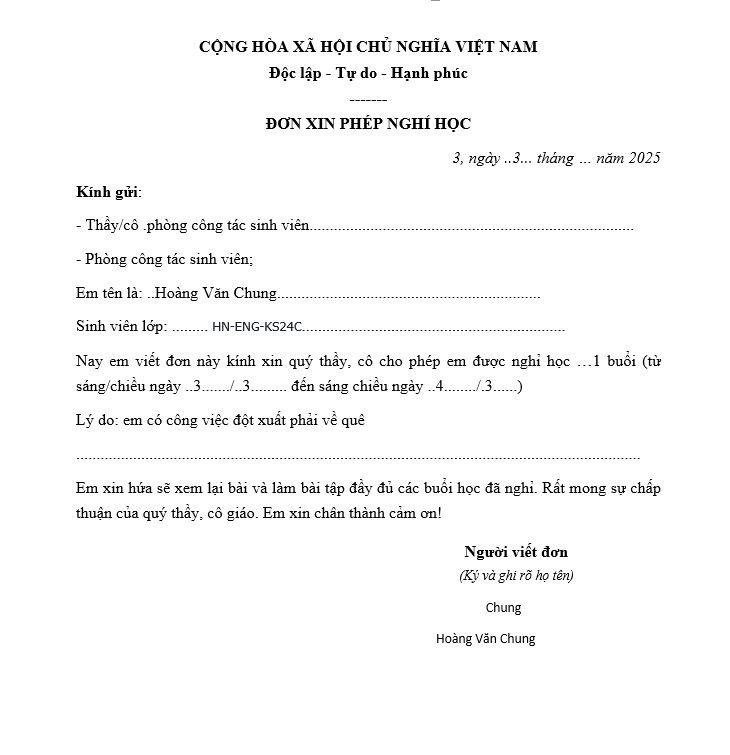 CỘNG HÒA XÃ HỘI CHỦ NGHĨA VIỆT NAM
Độc lập - Tự do - Hạnh phúc
-------
ĐƠN XIN PHÉP NGHỈ HỌC
3, ngày ..3... tháng ... năm 2025
Kính gửi:
- Thầy/cô .phòng công tác sinh viên................................................................................
- Phòng công tác sinh viên;
Em tên là: ..Hoàng Văn Chung.................................................................
Sinh viên lớp: ......... HN-ENG-KS24C.................................................................
Nay em viết đơn này kính xin quý thầy, cô cho phép em được nghỉ học …1 buổi (từ
sáng/chiều ngày ..3......./..3......... đến sáng chiều ngày ..4......../.3......)
Lý do: em có công việc đột xuất phải về quê
...........................................................................................................................................
Em xin hứa sẽ xem lại bài và làm bài tập đầy đủ các buổi học đã nghỉ. Rất mong sự chấp
thuận của quý thầy, cô giáo. Em xin chân thành cảm ơn!
Người viết đơn
(Ký và ghi rõ họ tên)
Chung
Hoàng Văn Chung